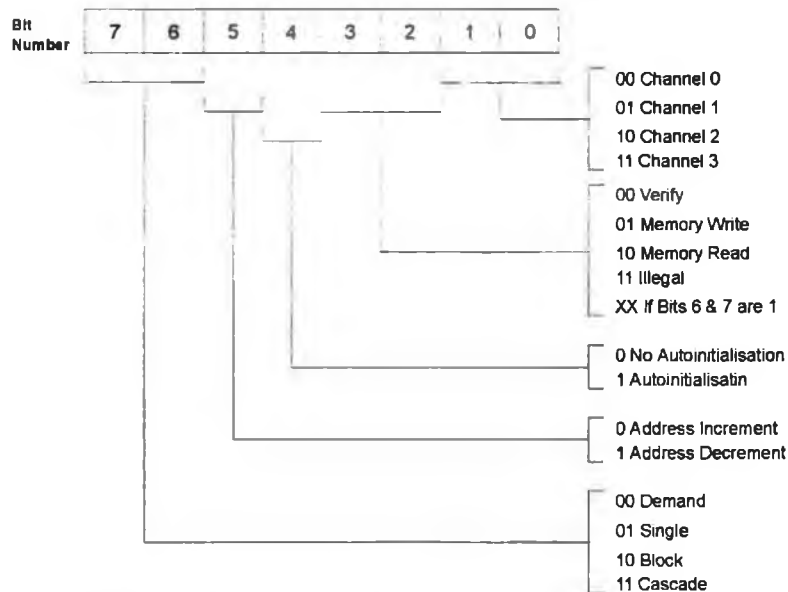 Bit
Number
7 6 5 4 3 2 1 0
00 Channel 0
01 Channel 1
10 Channel 2
11 Channel 3
00 Verify
01 Memory Write
10 Memory Read
11 Illegal
XX If Bits 6 & 7 are 1
0 No Autoinitialisation
1 Autoinitialisatin
0 Address Increment
1 Address Decrement
00 Demand
01 Single
10 Block
11 Cascade